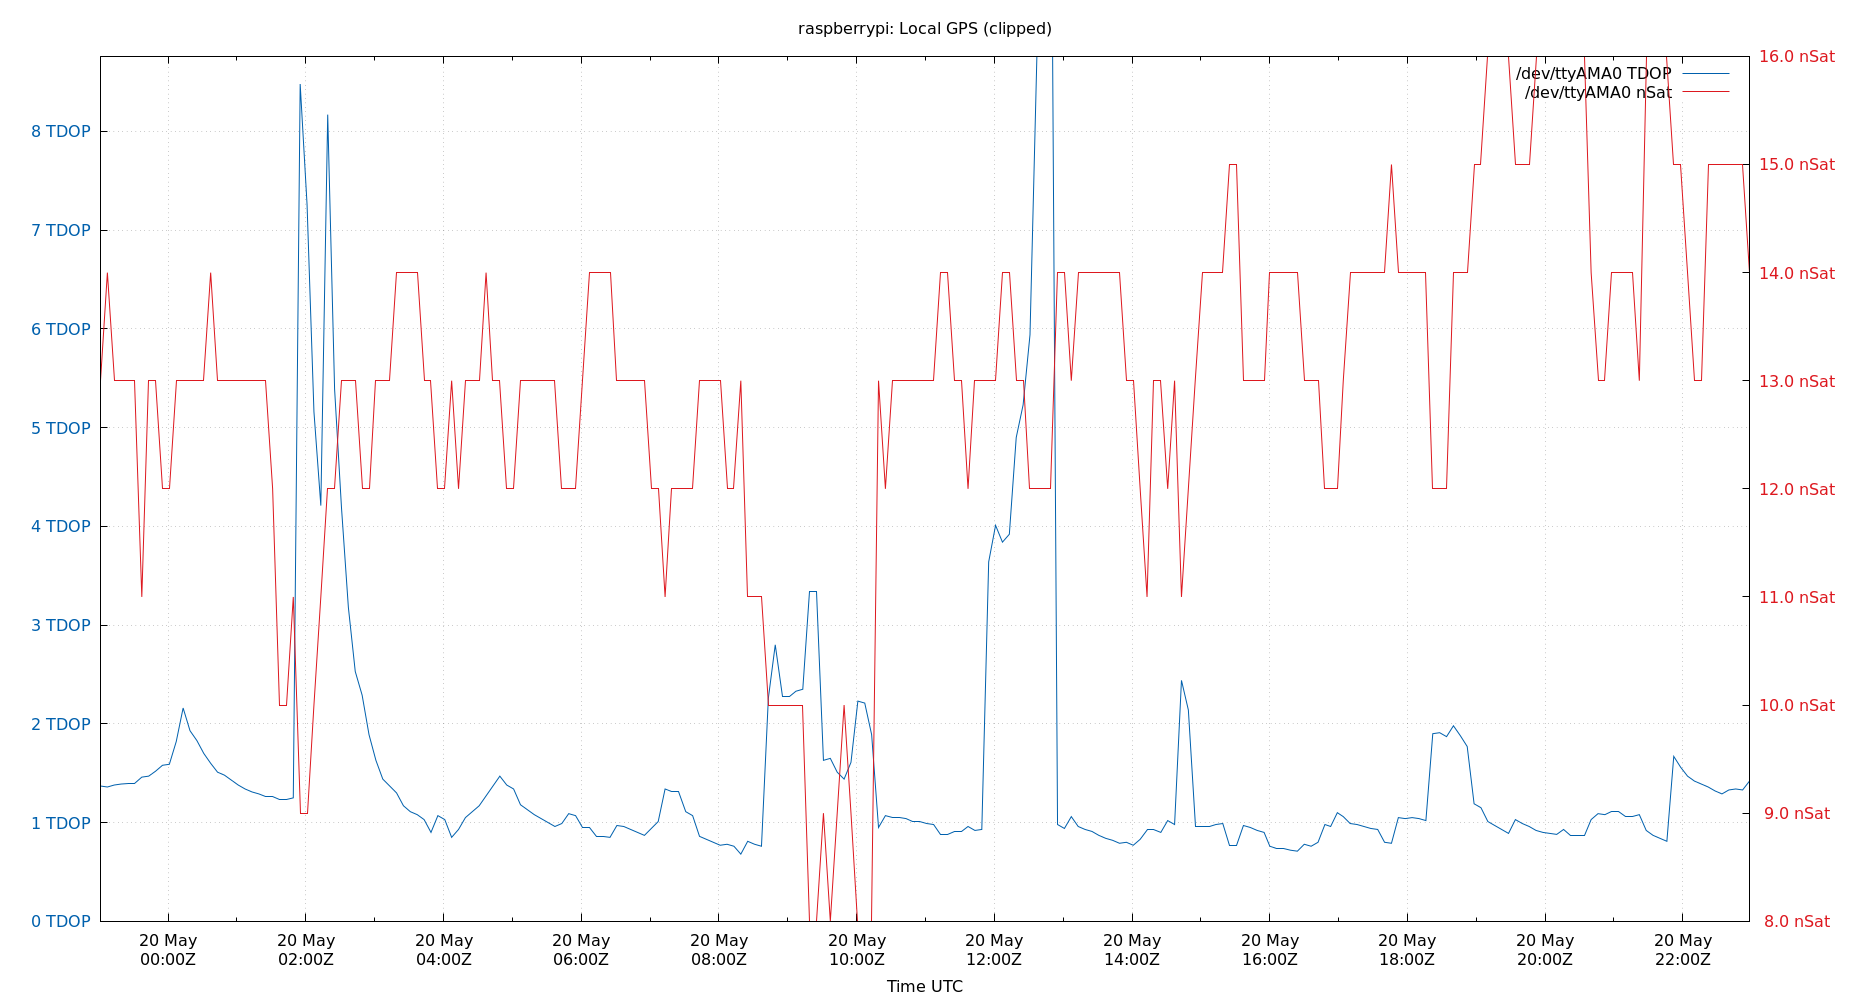 raspberrypi: Local GPS (clipped)
/dev/ttyAMA0 TDOP
/dev/ttyAMA0 nSat
8 TDOP
7 TDOP
6 TDOP
5 TDOP
4 TDOP
3 TDOP
2 TDOP
1 TDOP
0 TDOP
16.0 nSat
15.0 nSat
14.0 nSat
13.0 nSat
12.0 nSat
11.0 nSat
10.0 nSat
9.0 nSat
8.0 nSat
20 May
00:00Z
20 May
02:00Z
20 May
04:00Z
20 May
06:00Z
20 May
08:00Z
20 May
10:00Z
20 May
12:00Z
20 May
14:00Z
20 May
16:00Z
20 May
18:00Z
20 May
20:00Z
20 May
22:00Z
Time UTC